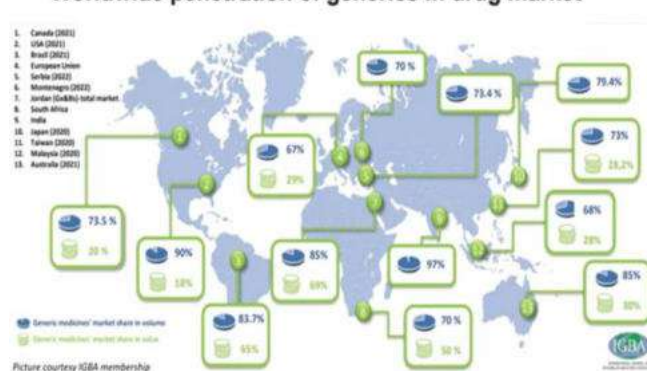 Worldwide penetration of generics in drug market
1. Canada (2021)
2. USA (2021)
3. Brasil (2021)
4. European Union
5. Serbia (2022)
6. Montenegro (2022)
7. Jordan (Gx&Bs)-total market
8. South Africa
9. India
10. Japan (2020)
11. Taiwan (2020)
12. Malaysia (2020)
13. Australia (2021)
70 %
73.4 %
79.4%
67%
29%
73%
28,2%
73.5 %
20 %
90%
18%
85%
69%
97%
68%
28%
83.7%
65%
70 %
50 %
85%
30%
Generic medicines' market share in volume
Generic medicines' market share in value
IGBA
Picture courtesy IGBA membership